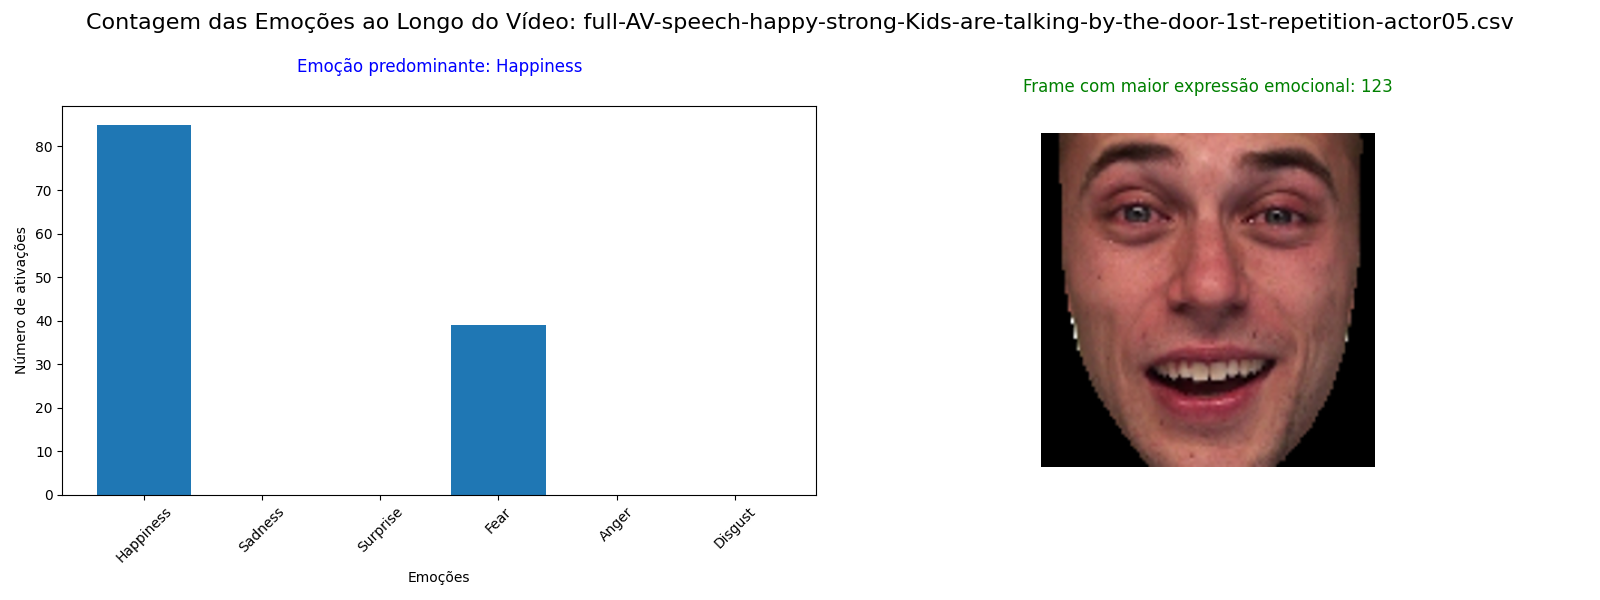 Contagem das Emoções ao Longo do Vídeo: full-AV-speech-happy-strong-Kids-are-talking-by-the-door-1st-repetition-actor05.csv
Emoção predominante: Happiness
Número de ativações
80
70
60
50
40
30
20
10
0
Happiness
Sadness
Surprise
Fear
Anger
Disgust
Emoções
Frame com maior expressão emocional: 123